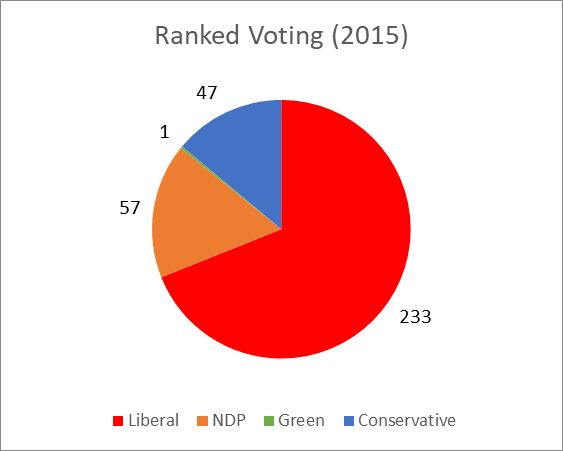 Ranked Voting (2015)
47
1
57
233
Liberal NDP Green Conservative